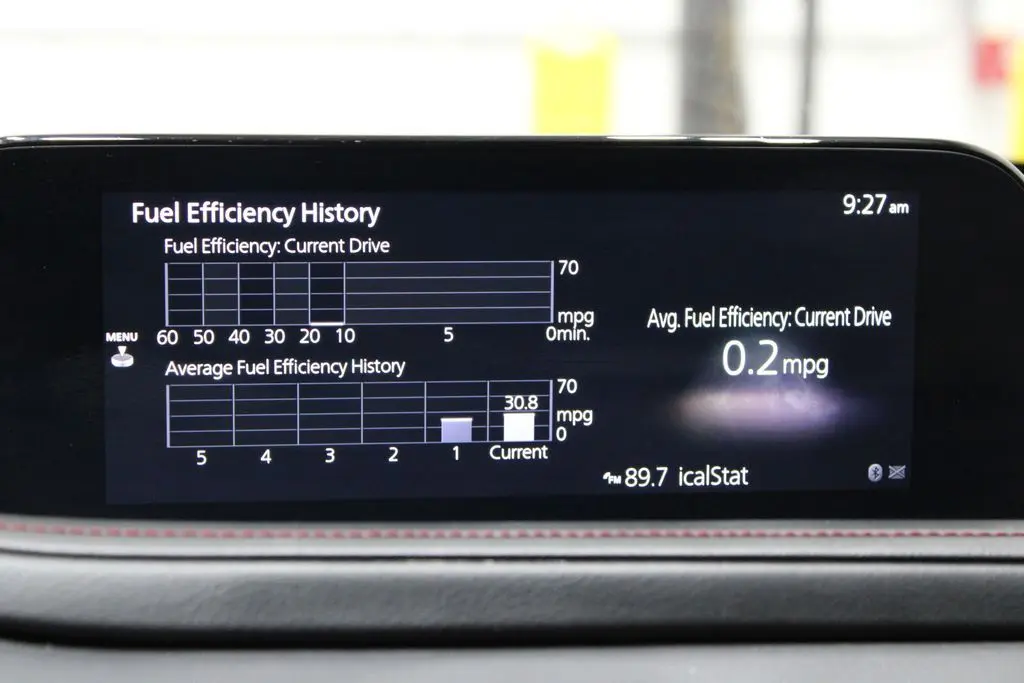 Fuel Efficiency History
9:27 am
Fuel Efficiency: Current Drive
70
mpg
60 50 40 30 20 10 5 0min.
MENU
Average Fuel Efficiency History
70
30.8
mpg
0
5 4 3 2 1 Current
Avg. Fuel Efficiency: Current Drive
0.2 mpg
FM 89.7 icalStat